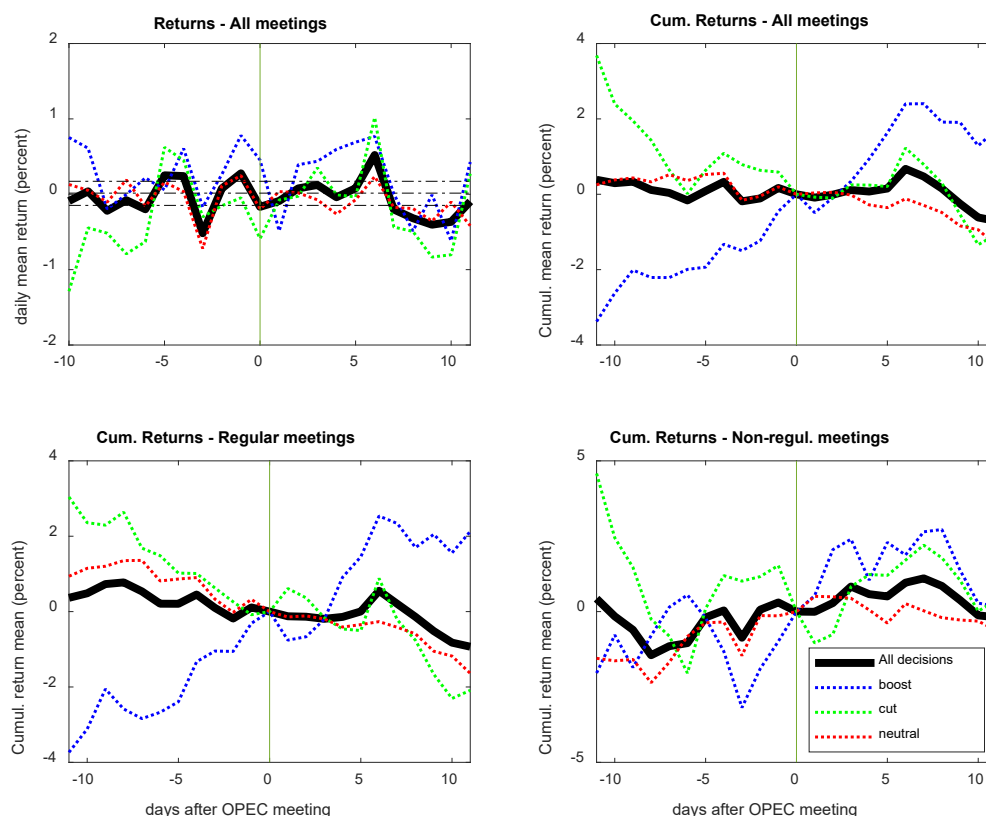 Returns - All meetings
2
1
0
-1
-2
-10
-5
0
5
10
daily mean return (percent)
Cum. Returns - All meetings
4
2
0
-2
-4
-10
-5
0
5
10
Cumul. mean return (percent)
Cum. Returns - Regular meetings
4
2
0
-2
-4
-10
-5
0
5
10
Cumul. return mean (percent)
days after OPEC meeting
Cum. Returns - Non-regul. meetings
5
0
-5
-10
-5
0
5
10
Cumul. return mean (percent)
days after OPEC meeting
All decisions
boost
cut
neutral